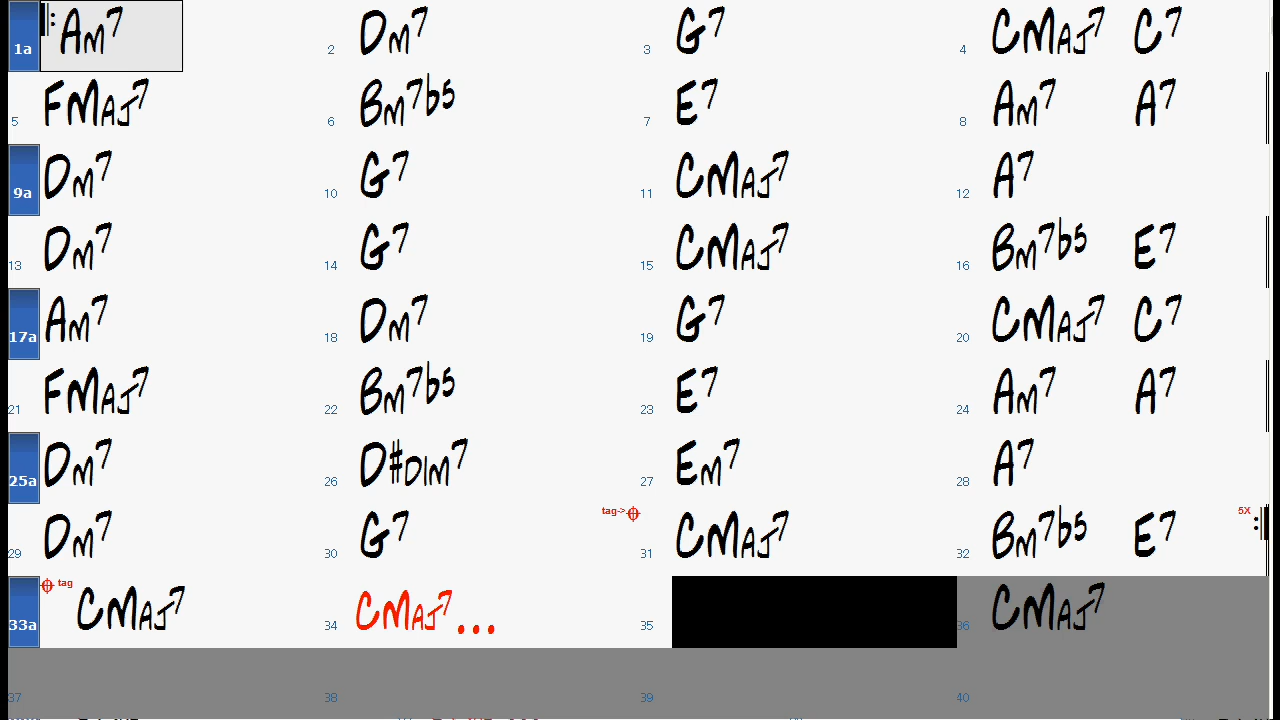 1a Am7 2 Dm7 3 G7 4 CMaj7 C7
5 FMaj7 6 Bm7b5 7 E7 8 Am7 A7
9a Dm7 10 G7 11 CMaj7 12 A7
13 Dm7 14 G7 15 CMaj7 16 Bm7b5 E7
17a Am7 18 Dm7 19 G7 20 CMaj7 C7
21 FMaj7 22 Bm7b5 23 E7 24 Am7 A7
25a Dm7 26 D#dim7 27 Em7 28 A7
tag-> 5X
29 Dm7 30 G7 31 CMaj7 32 Bm7b5 E7
tag
33a CMaj7 34 CMaj7... 35 36 CMaj7
37 38 39 40